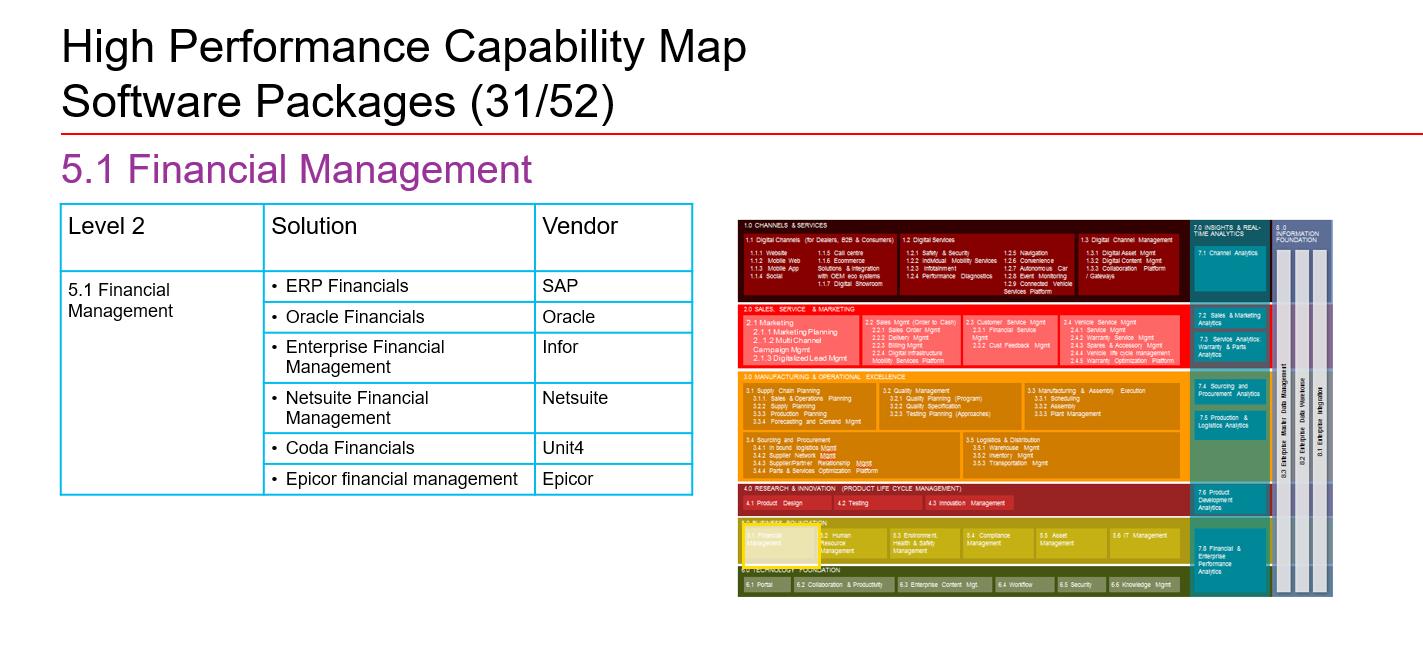 High Performance Capability Map
Software Packages (31/52)
5.1 Financial Management
Level 2
Solution
Vendor
5.1 Financial
Management
• ERP Financials
SAP
• Oracle Financials
Oracle
• Enterprise Financial
Management
Infor
• Netsuite Financial
Management
Netsuite
• Coda Financials
Unit4
• Epicor financial management
Epicor
1.0 CHANNELS & SERVICES
1.1 Digital Channels (for Dealers, B2B & Consumers)
1.1.1 Website
1.1.2 Mobile Web
1.1.3 Mobile App
1.1.4 Social
1.1.5 Call centre
1.1.6 Ecommerce
Solutions & Integration
with OEM eco systems
1.1.7 Digital Showroom
1.2 Digital Services
1.2.1 Safety & Security
1.2.2 Individual Mobility Services
1.2.3 Infotainment
1.2.4 Performance Diagnostics
1.2.5 Navigation
1.2.6 Convenience
1.2.7 Autonomous Car
1.2.8 Event Monitoring
1.2.9 Connected Vehicle
Services Platform
1.3 Digital Channel Management
1.3.1 Digital Asset Mgmt
1.3.2 Digital Content Mgmt
1.3.3 Collaboration Platform
/ Gateways
2.0 SALES, SERVICE & MARKETING
2.1 Marketing
2.1.1 Marketing Planning
2.1.2 Multi Channel
Campaign Mgmt
2.1.3 Digitalized Lead Mgmt
2.2 Sales Mgmt (Order to Cash)
2.2.1 Sales Order Mgmt
2.2.2 Delivery Mgmt
2.2.3 Billing Mgmt
2.2.4 Digital Infrastructure
Mobility Services Platform
2.3 Customer Service Mgmt
2.3.1 Financial Service
Mgmt
2.3.2 Cust Feedback Mgmt
2.4 Vehicle Service Mgmt
2.4.1 Service Mgmt
2.4.2 Warranty Service Mgmt
2.4.3 Spares & Accessory Mgmt
2.4.4 Vehicle life cycle management
2.4.5 Warranty Optimization Platform
3.0 MANUFACTURING & OPERATIONAL EXCELLENCE
3.1 Supply Chain Planning
3.1.1. Sales & Operations Planning
3.2.2 Supply Planning
3.3.3 Production Planning
3.3.4 Forecasting and Demand Mgmt
3.2 Quality Management
3.2.1 Quality Planning (Program)
3.2.2 Quality Specification
3.2.3 Testing Planning (Approaches)
3.3 Manufacturing & Assembly Execution
3.3.1 Scheduling
3.3.2 Assembly
3.3.3 Plant Management
3.4 Sourcing and Procurement
3.4.1 In bound logistics Mgmt
3.4.2 Supplier Network Mgmt
3.4.3 Supplier/Partner Relationship Mgmt
3.4.4 Parts & Services Optimization Platform
3.5 Logistics & Distribution
3.5.1 Warehouse Mgmt
3.5.2 Inventory Mgmt
3.5.3 Transportation Mgmt
4.0 RESEARCH & INNOVATION (PRODUCT LIFE CYCLE MANAGEMENT)
4.1 Product Design
4.2 Testing
4.3 Innovation Management
5.0 BUSINESS FOUNDATION
5.1 Financial
Management
5.2 Human
Resource
Management
5.3 Environment,
Health & Safety
Management
5.4 Compliance
Management
5.5 Asset
Management
5.6 IT Management
6.0 TECHNOLOGY FOUNDATION
6.1 Portal
6.2 Collaboration & Productivity
6.3 Enterprise Content Mgt.
6.4 Workflow
6.5 Security
6.6 Knowledge Mgmt
7.0 INSIGHTS & REAL-
TIME ANALYTICS
7.1 Channel Analytics
7.2 Sales & Marketing
Analytics
7.3 Service Analytics:
Warranty & Parts
Analytics
7.4 Sourcing and
Procurement Analytics
7.5 Production &
Logistics Analytics
7.6 Product
Development
Analytics
7.8 Financial &
Enterprise
Performance
Analytics
8.0
INFORMATION
FOUNDATION
8.3 Enterprise Master Data Management
8.2 Enterprise Data Warehouse
8.1 Enterprise Integration